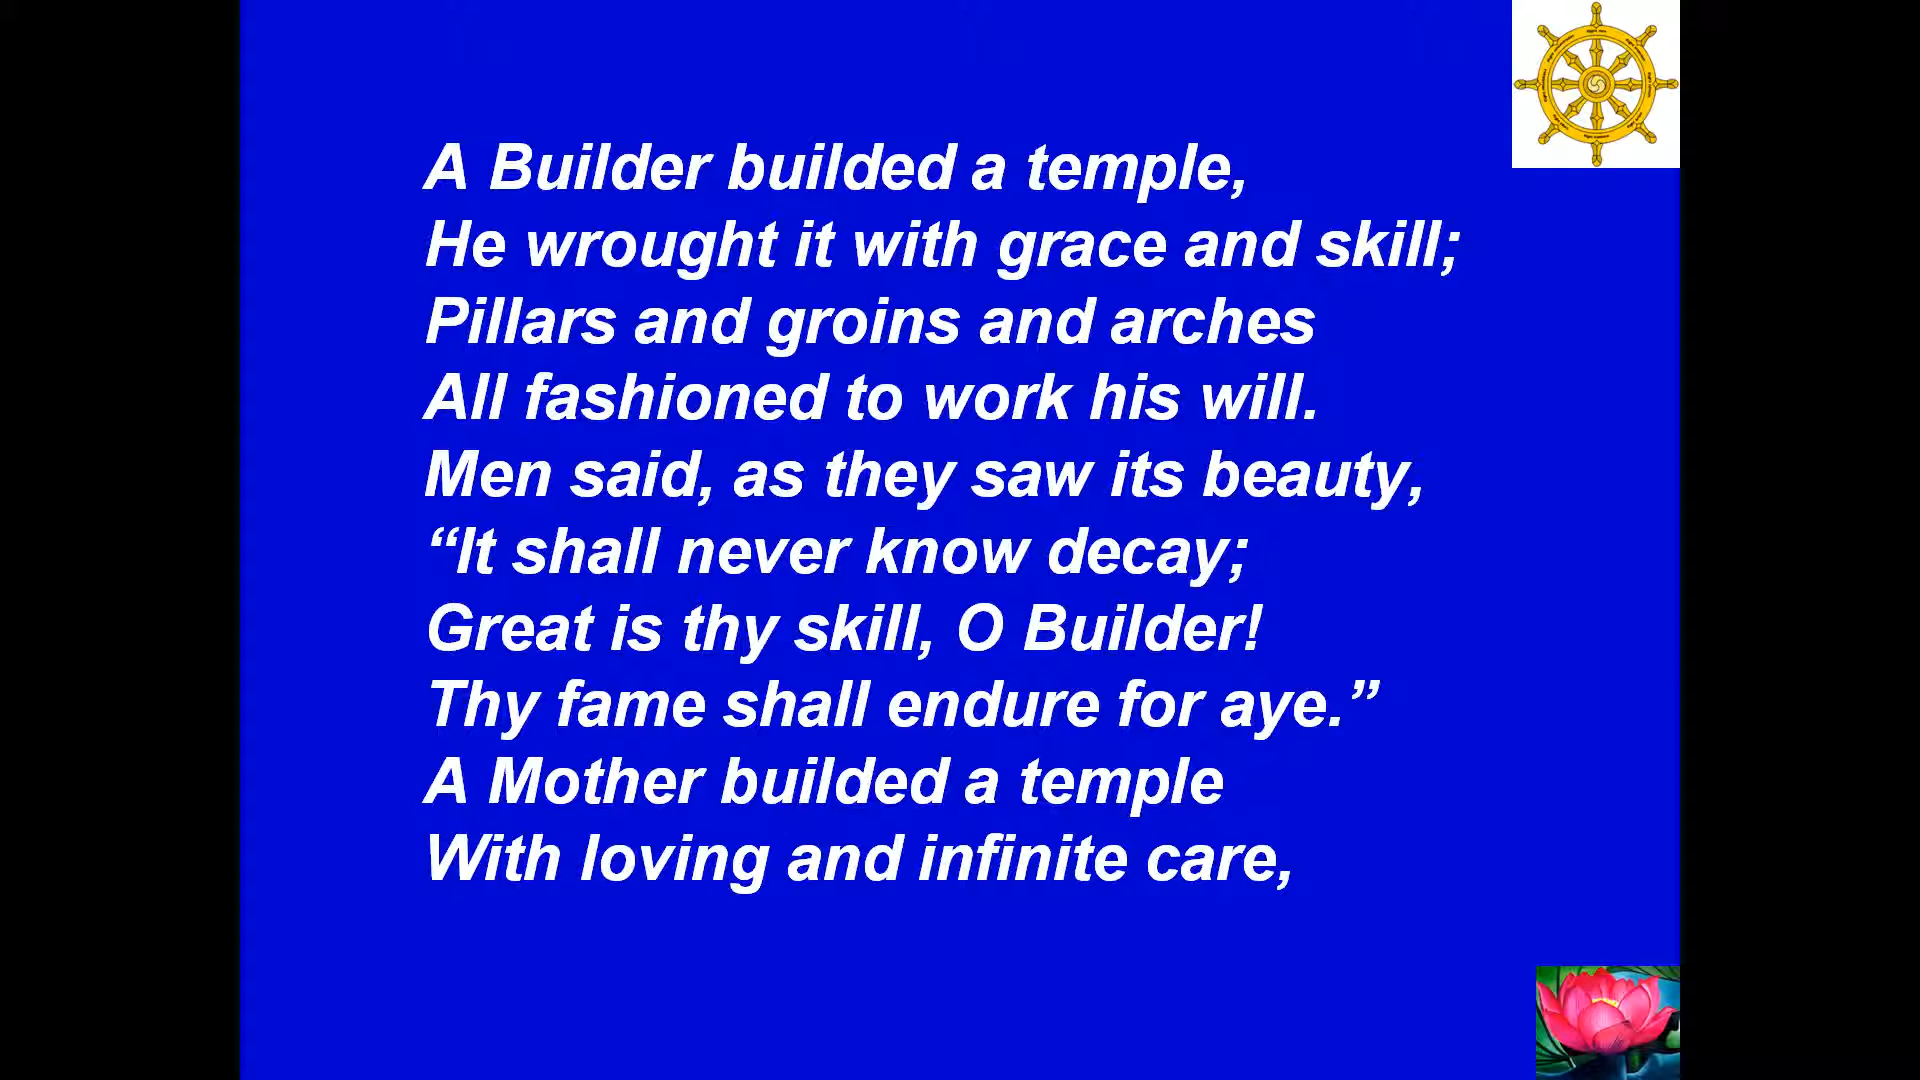 A Builder builded a temple,
He wrought it with grace and skill;
Pillars and groins and arches
All fashioned to work his will.
Men said, as they saw its beauty,
“It shall never know decay;
Great is thy skill, O Builder!
Thy fame shall endure for aye.”
A Mother builded a temple
With loving and infinite care,